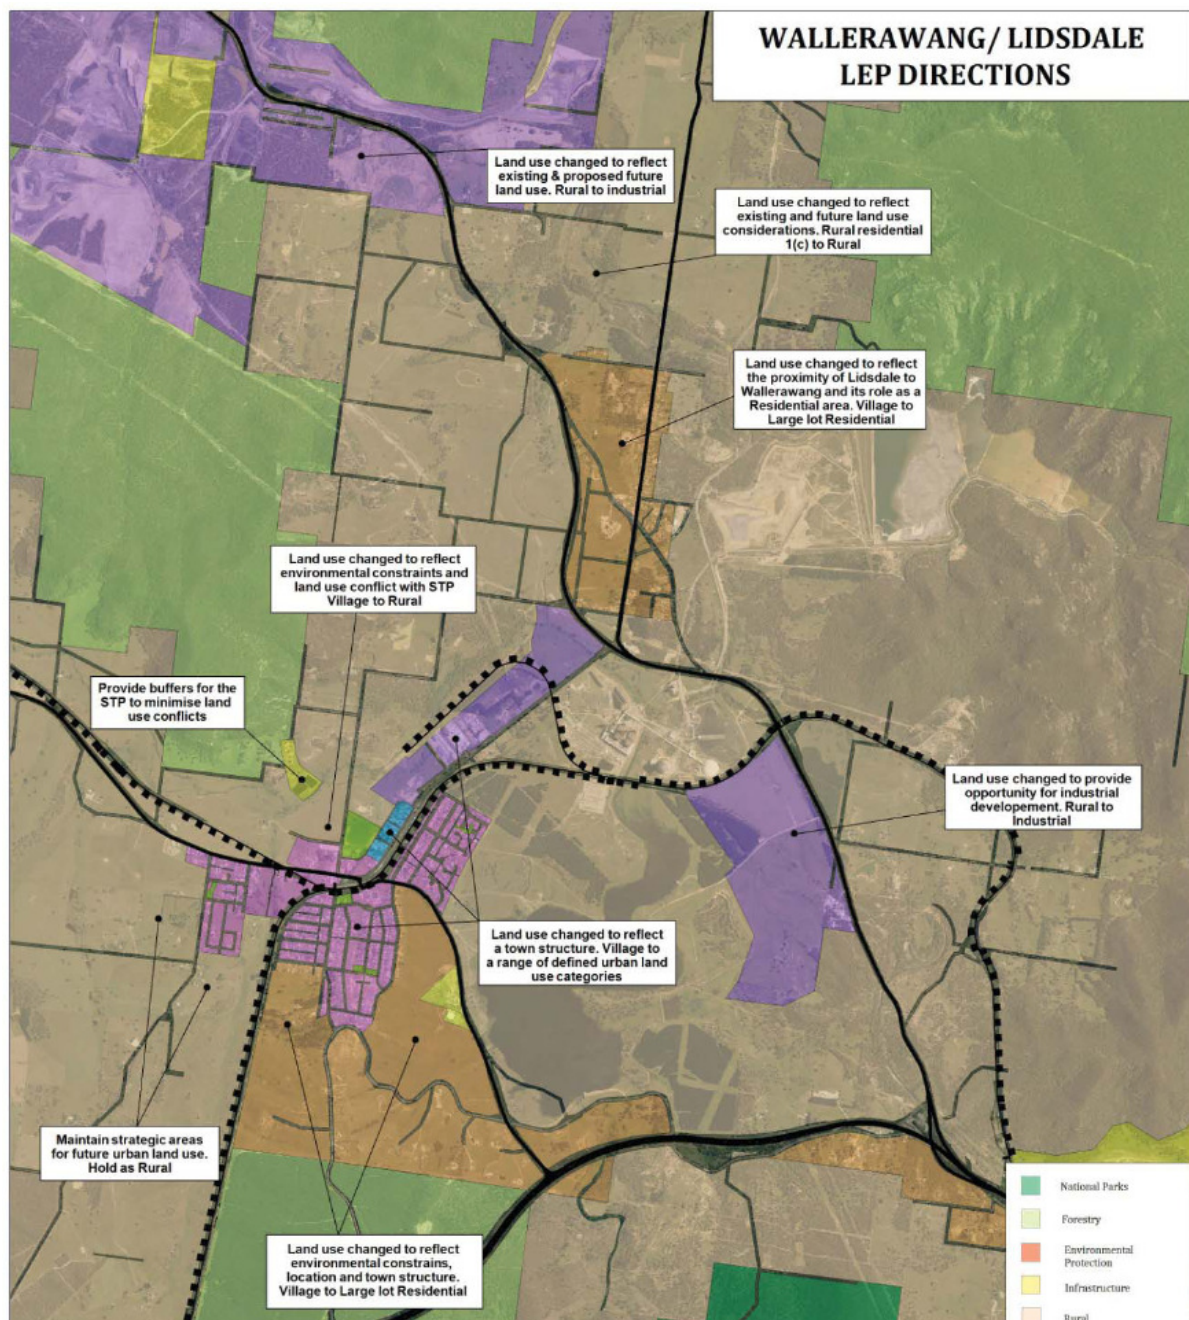 WALLERAWANG/ LIDSDALE
LEP DIRECTIONS
Land use changed to reflect
existing & proposed future
land use. Rural to industrial
Land use changed to reflect
existing and future land use
considerations. Rural residential
1(c) to Rural
Land use changed to reflect
the proximity of Lidsdale to
Wallerawang and its role as a
Residential area. Village to
Large lot Residential
Land use changed to reflect
environmental constraints and
land use conflict with STP
Village to Rural
Provide buffers for the
STP to minimise land
use conflicts
Land use changed to provide
opportunity for industrial
developement. Rural to
Industrial
Land use changed to reflect
a town structure. Village to
a range of defined urban land
use categories
Maintain strategic areas
for future urban land use.
Hold as Rural
Land use changed to reflect
environmental constrains,
location and town structure.
Village to Large lot Residential
National Parks
Forestry
Environmental
Protection
Infrastructure
Rural